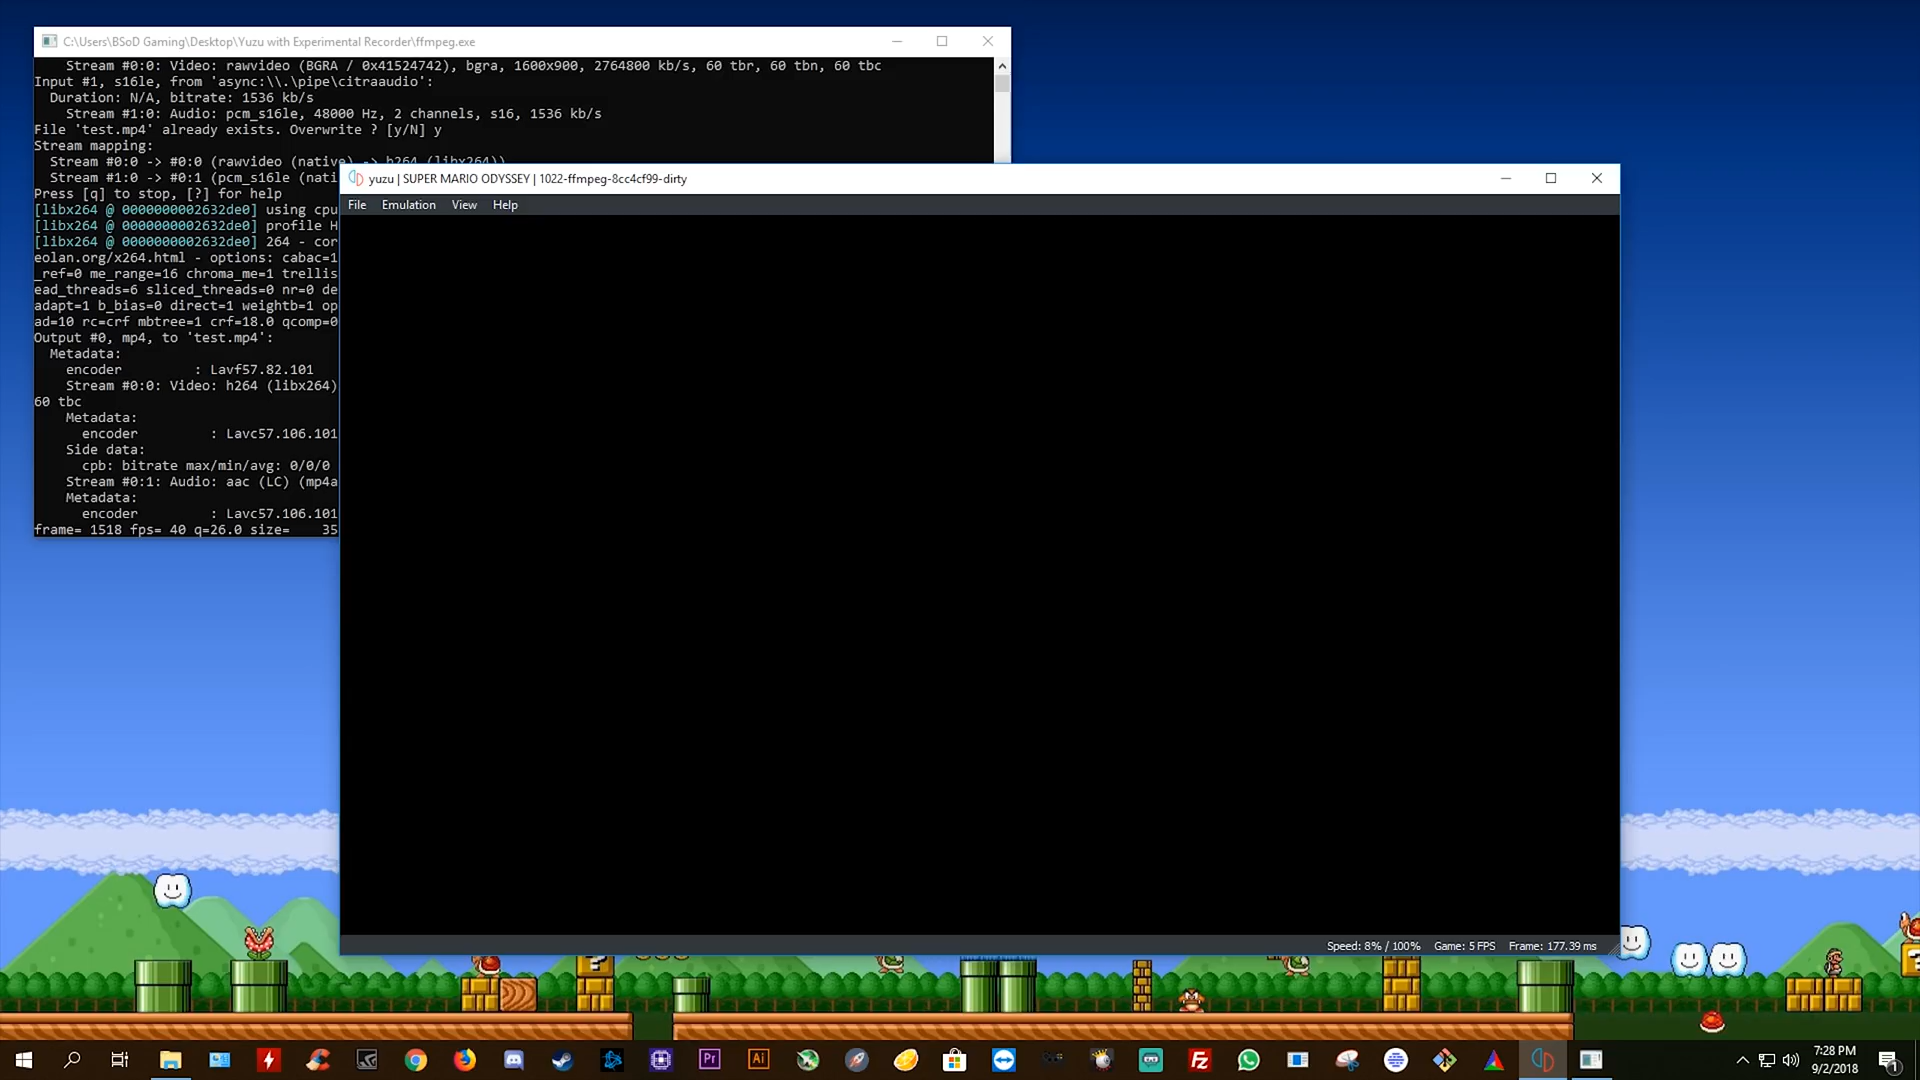 C:\Users\BSoD Gaming\Desktop\Yuzu with Experimental Recorder\ffmpeg.exe
Stream #0:0: Video: rawvideo (BGRA / 0x41524742), bgra, 1600x900, 2764800 kb/s, 60 tbr, 60 tbn, 60 tbc
Input #1, s16le, from 'async:\\.\pipe\citraaudio':
Duration: N/A, bitrate: 1536 kb/s
Stream #1:0: Audio: pcm_s16le, 48000 Hz, 2 channels, s16, 1536 kb/s
File 'test.mp4' already exists. Overwrite ? [y/N] y
Stream mapping:
Stream #0:0 -> #0:0 (rawvideo (native) -> h264 (libx264))
Stream #1:0 -> #0:1 (pcm_s16le (nati
Press [q] to stop, [?] for help
[libx264 @ 0000000002632de0] using cpu
[libx264 @ 0000000002632de0] profile H
[libx264 @ 0000000002632de0] 264 - cor
eolan.org/x264.html - options: cabac=1
_ref=0 me_range=16 chroma_me=1 trellis
ead_threads=6 sliced_threads=0 nr=0 de
adapt=1 b_bias=0 direct=1 weightb=1 op
ad=10 rc=crf mbtree=1 crf=18.0 qcomp=0
Output #0, mp4, to 'test.mp4':
Metadata:
encoder : Lavf57.82.101
Stream #0:0: Video: h264 (libx264)
60 tbc
Metadata:
encoder : Lavc57.106.101
Side data:
cpb: bitrate max/min/avg: 0/0/0
Stream #0:1: Audio: aac (LC) (mp4a
Metadata:
encoder : Lavc57.106.101
frame= 1518 fps= 40 q=26.0 size= 35
yuzu | SUPER MARIO ODYSSEY | 1022-ffmpeg-8cc4cf99-dirty
File Emulation View Help
Speed: 8% / 100% Game: 5 FPS Frame: 177.39 ms
Pr
Ai
FZ
7:28 PM
9/2/2018
1